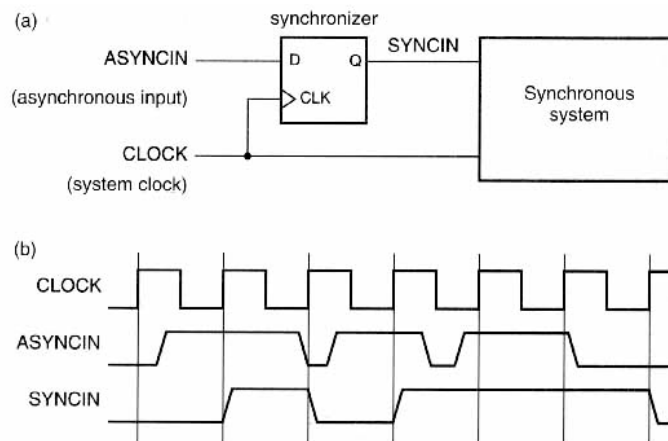 (a)
synchronizer
ASYNCIN
D
Q
SYNCIN
(asynchronous input)
CLK
Synchronous
system
CLOCK
(system clock)
(b)
CLOCK
ASYNCIN
SYNCIN